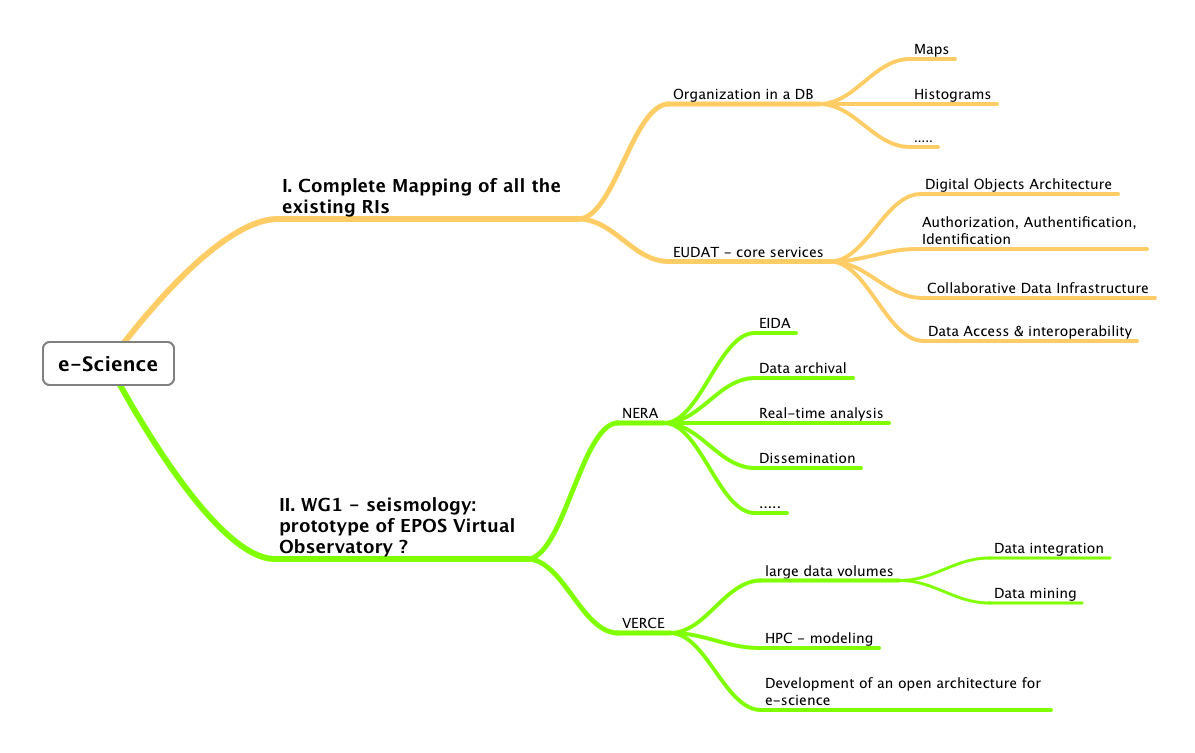 e-Science
I. Complete Mapping of all the
existing RIs
Organization in a DB
Maps
Histograms
.....
EUDAT - core services
Digital Objects Architecture
Authorization, Authentification,
Identification
Collaborative Data Infrastructure
Data Access & interoperability
II. WG1 - seismology:
prototype of EPOS Virtual
Observatory ?
NERA
EIDA
Data archival
Real-time analysis
Dissemination
.....
VERCE
large data volumes
Data integration
Data mining
HPC - modeling
Development of an open architecture for
e-science